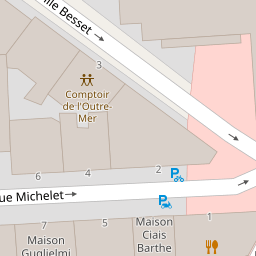 ille Besset
3
Comptoir
de l'Outre-
Mer
6
4
2
ue Michelet
7
5
1
Maison
Guglielmi
Maison
Ciais
Barthe